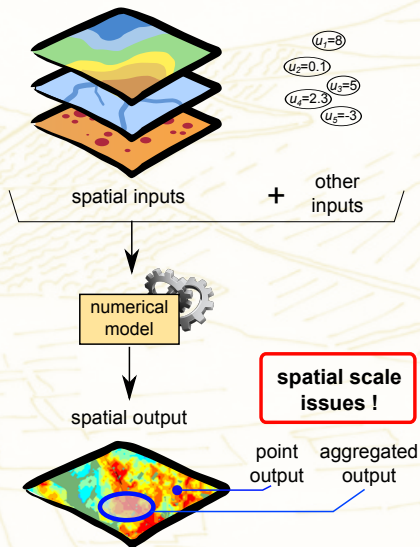 u₁=8
u₂=0.1
u₃=5
u₄=2.3
u₅=-3
spatial inputs
+
other
inputs
numerical
model
spatial scale
issues !
spatial output
point
output
aggregated
output